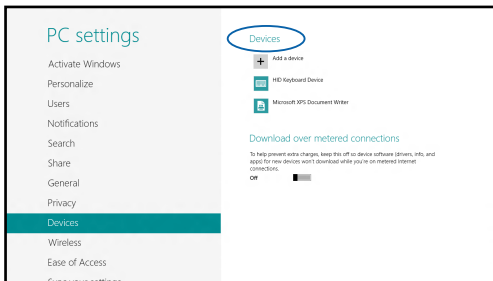 PC settings
Activate Windows
Personalize
Users
Notifications
Search
Share
General
Privacy
Devices
Wireless
Ease of Access
Sync your settings
Devices
Add a device
HID Keyboard Device
Microsoft XPS Document Writer
Download over metered connections
To help prevent extra charges, keep this off so device software (drivers, info, and
apps) for new devices won't download while you're on metered internet
connections.
Off